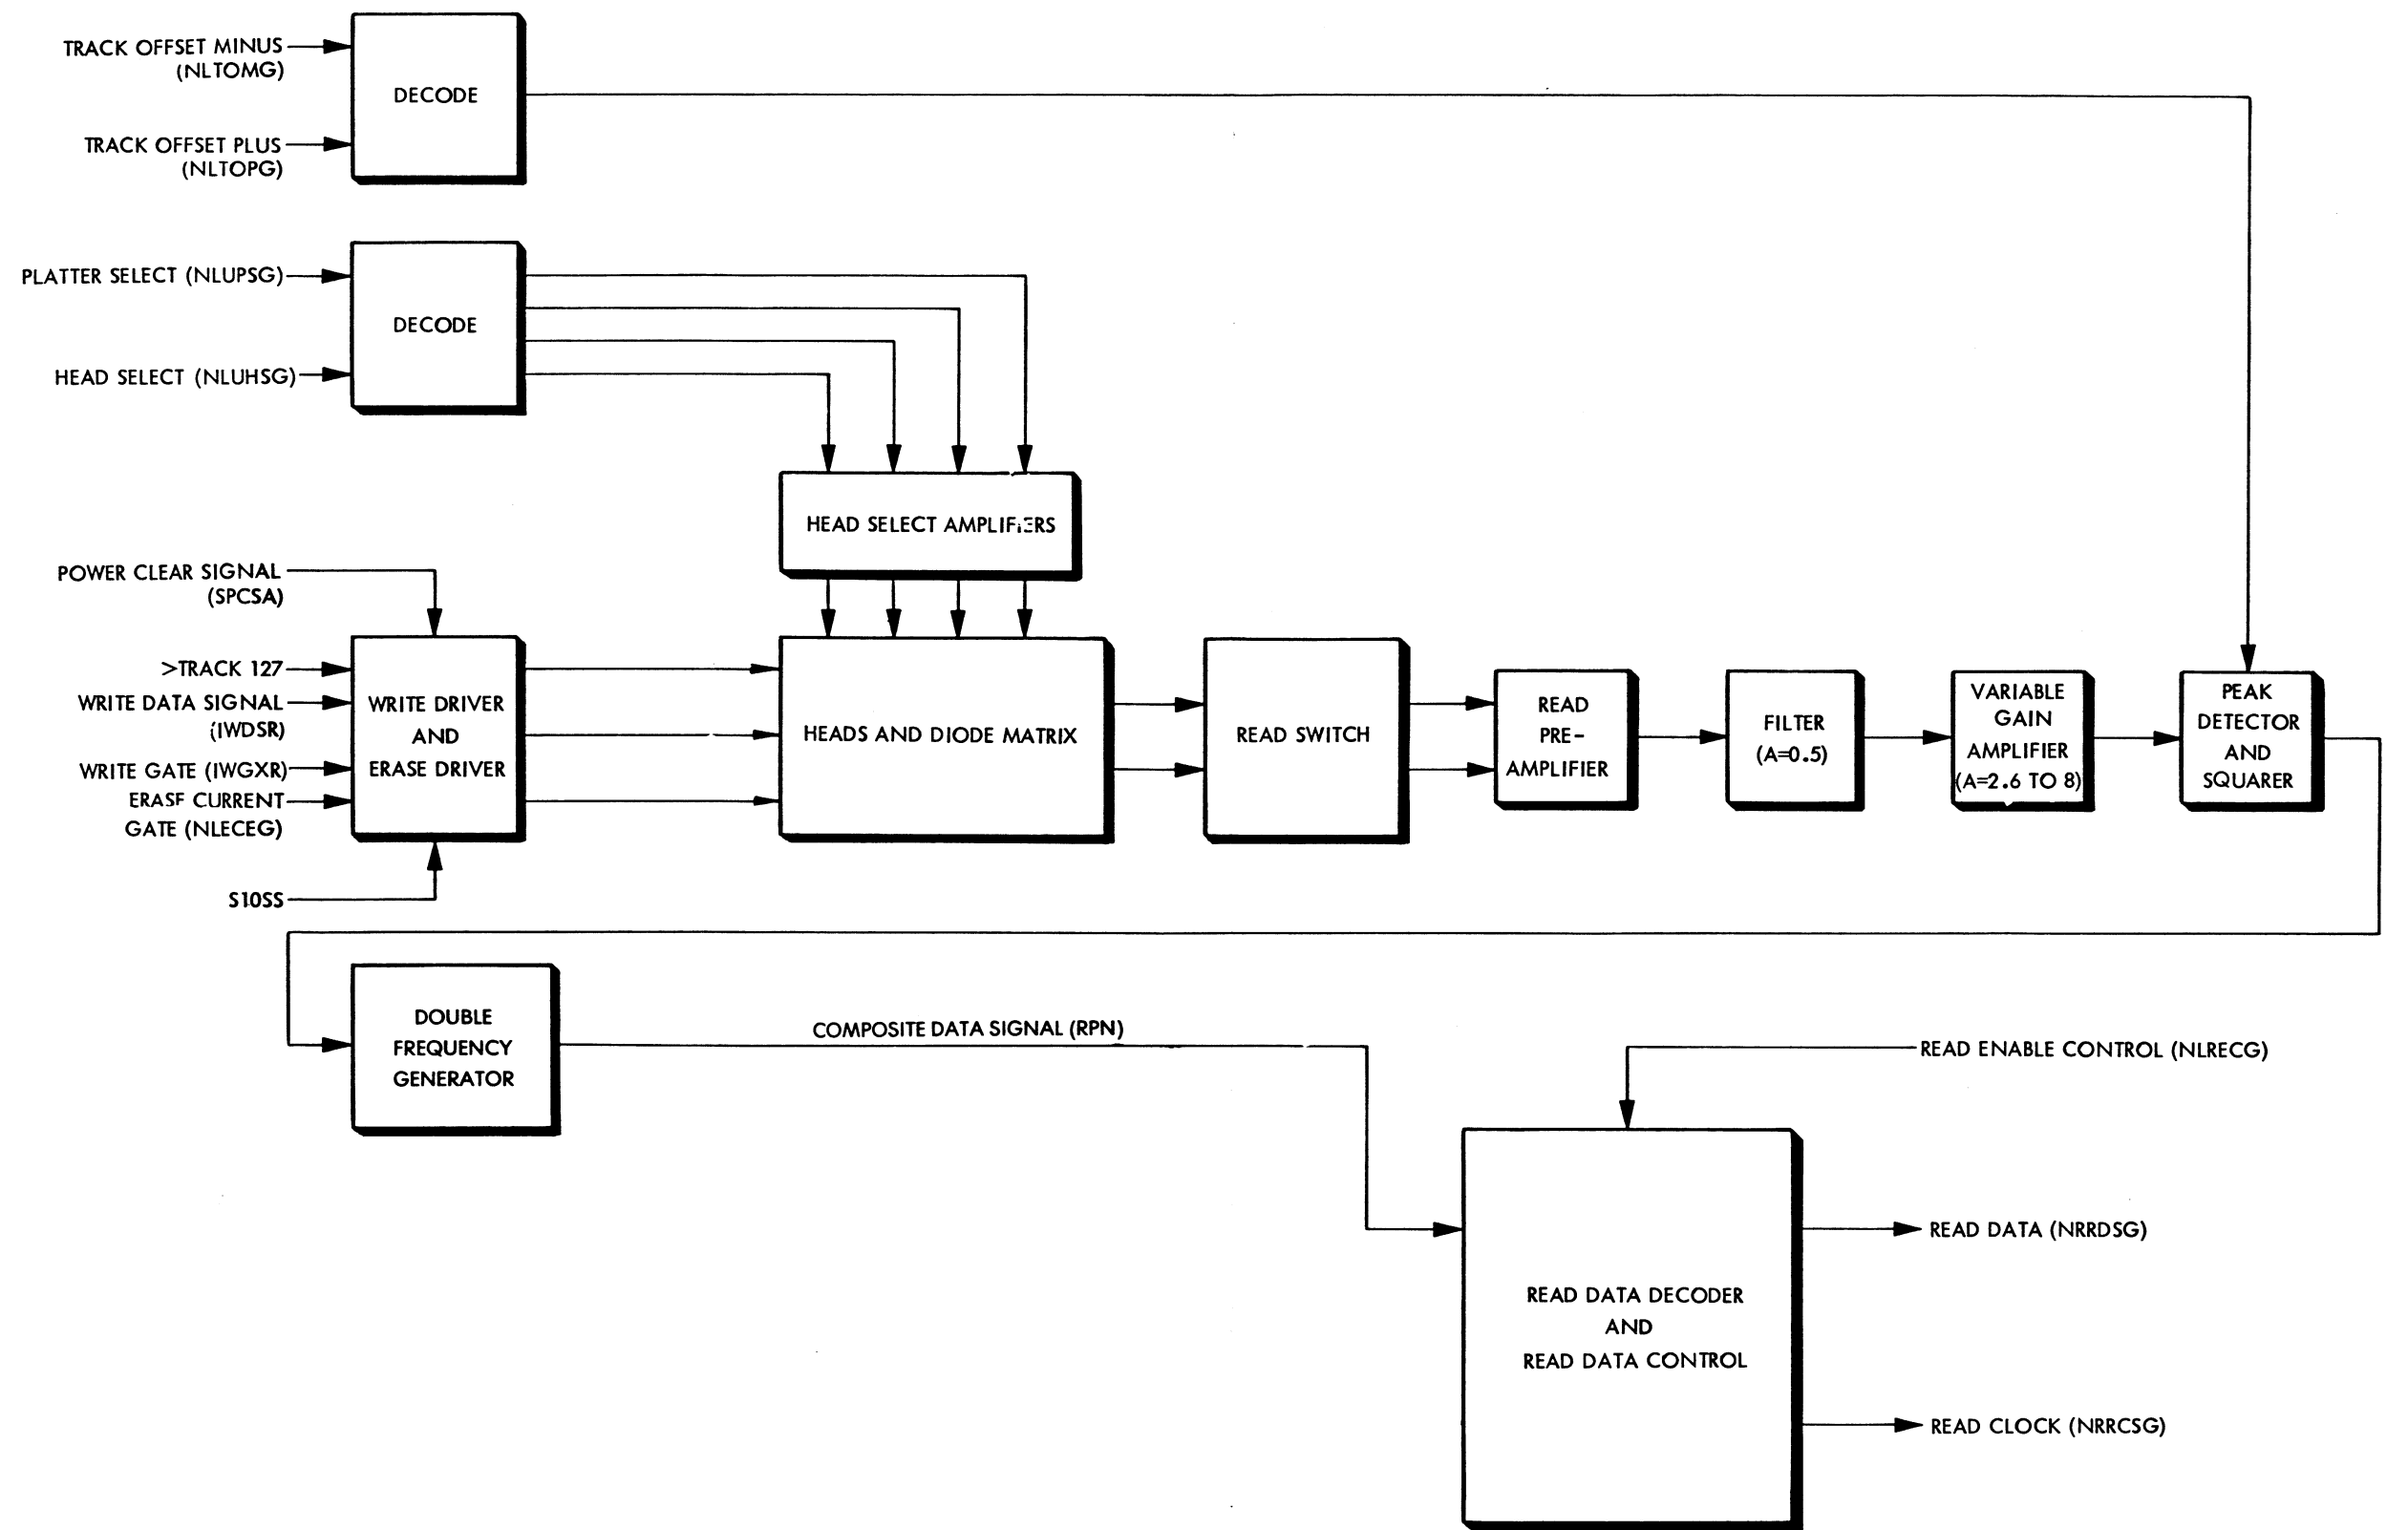 TRACK OFFSET MINUS
(NLTOMG)
DECODE
TRACK OFFSET PLUS
(NLTOPG)
PLATTER SELECT (NLUPSG)
DECODE
HEAD SELECT (NLUHSG)
HEAD SELECT AMPLIFIERS
POWER CLEAR SIGNAL
(SPCSA)
>TRACK 127
WRITE DATA SIGNAL
(IWDSR)
WRITE GATE (IWGXR)
ERASF CURRENT
GATE (NLECEG)
S10SS
WRITE DRIVER
AND
ERASE DRIVER
HEADS AND DIODE MATRIX
READ SWITCH
READ
PRE-
AMPLIFIER
FILTER
(A=0.5)
VARIABLE
GAIN
AMPLIFIER
(A=2.6 TO 8)
PEAK
DETECTOR
AND
SQUARER
DOUBLE
FREQUENCY
GENERATOR
COMPOSITE DATA SIGNAL (RPN)
READ ENABLE CONTROL (NLRECG)
READ DATA DECODER
AND
READ DATA CONTROL
READ DATA (NRRDSG)
READ CLOCK (NRRCSG)